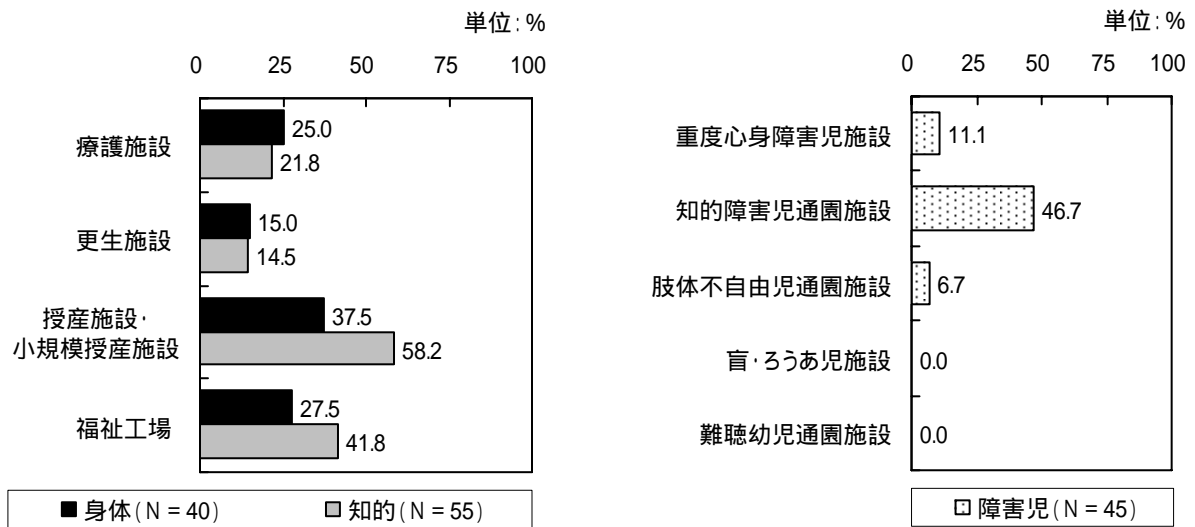 単位:%
0 25 50 75 100
療護施設
25.0
21.8
更生施設
15.0
14.5
授産施設・
小規模授産施設
37.5
58.2
福祉工場
27.5
41.8
■ 身体(N=40) 知的(N=55)
単位:%
0 25 50 75 100
重度心身障害児施設
11.1
知的障害児通園施設
46.7
肢体不自由児通園施設
6.7
盲・ろうあ児施設
0.0
難聴幼児通園施設
0.0
障害児(N=45)